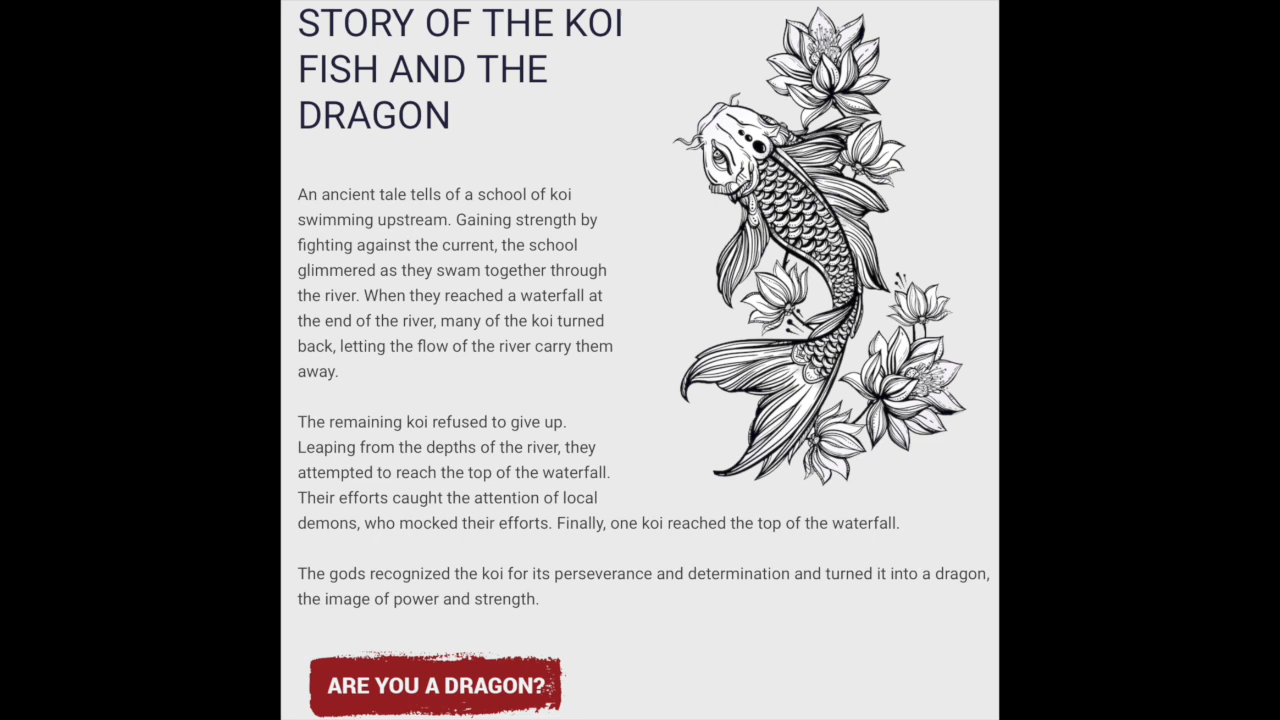 STORY OF THE KOI
FISH AND THE
DRAGON
An ancient tale tells of a school of koi
swimming upstream. Gaining strength by
fighting against the current, the school
glimmered as they swam together through
the river. When they reached a waterfall at
the end of the river, many of the koi turned
back, letting the flow of the river carry them
away.
The remaining koi refused to give up.
Leaping from the depths of the river, they
attempted to reach the top of the waterfall.
Their efforts caught the attention of local
demons, who mocked their efforts. Finally, one koi reached the top of the waterfall.
The gods recognized the koi for its perseverance and determination and turned it into a dragon,
the image of power and strength.
ARE YOU A DRAGON?